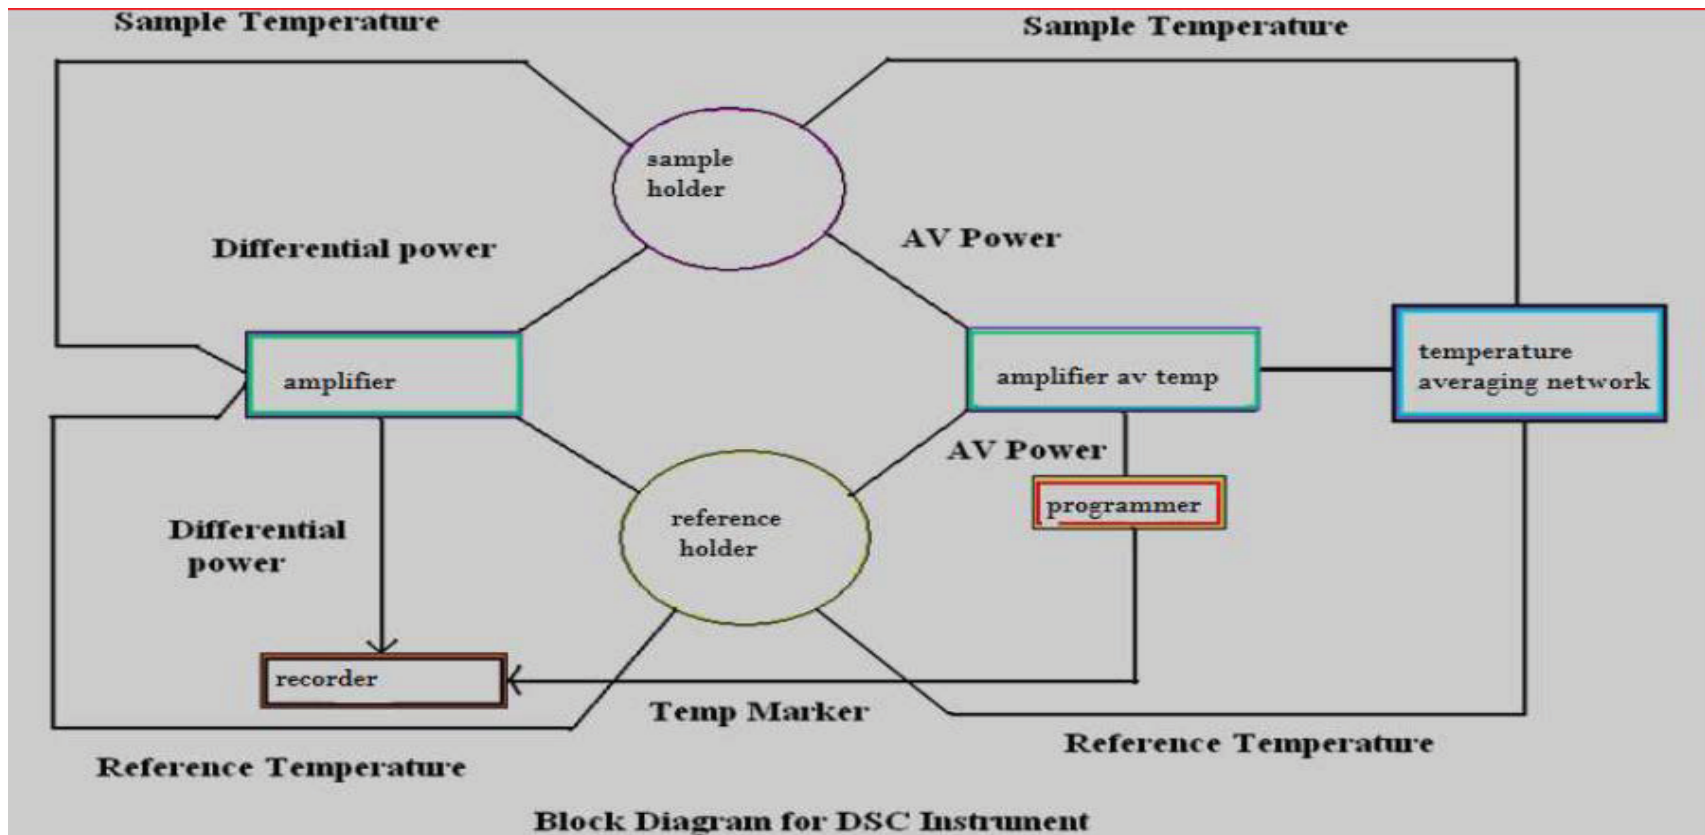 Sample Temperature
Sample Temperature
sample
holder
Differential power
AV Power
amplifier
amplifier av temp
temperature
averaging network
AV Power
programmer
reference
holder
Differential
power
recorder
Temp Marker
Reference Temperature
Reference Temperature
Block Diagram for DSC Instrument